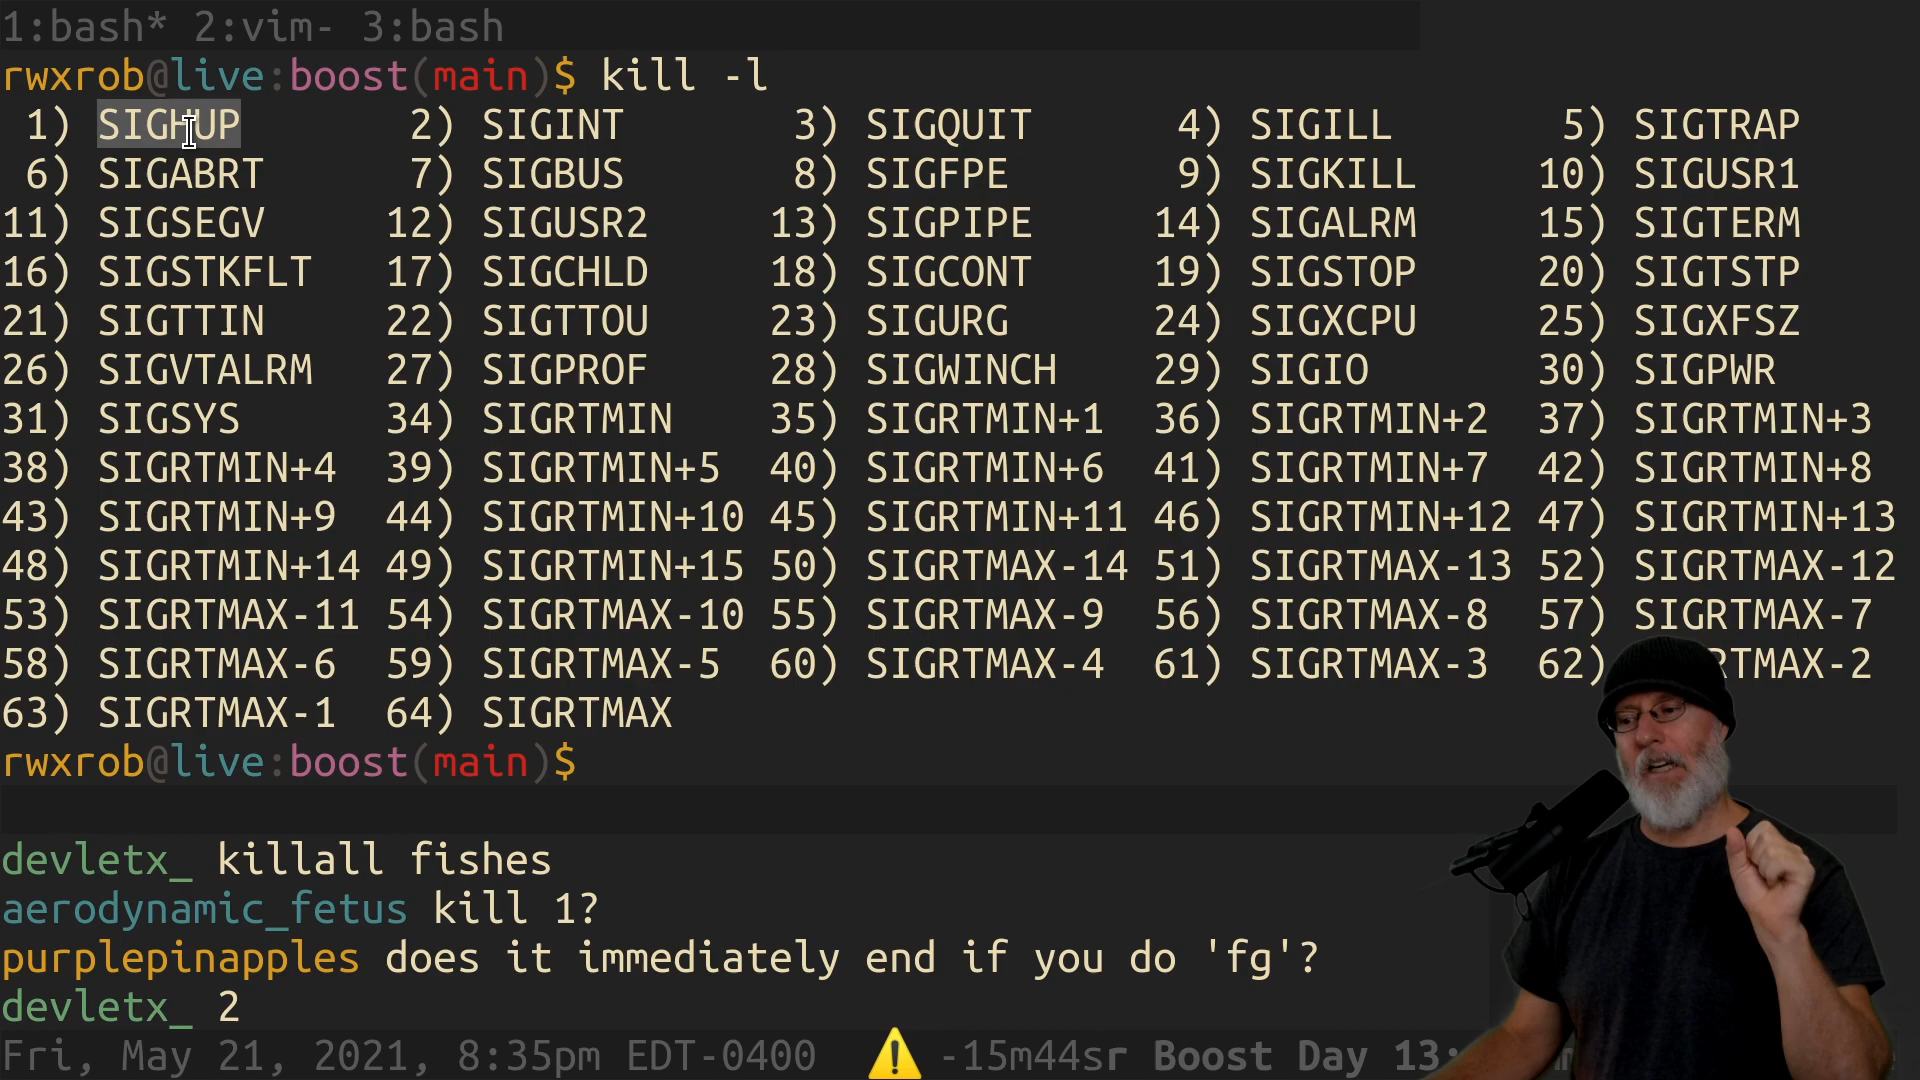 1:bash* 2:vim- 3:bash
rwxrob@live:boost(main)$ kill -l
1) SIGHUP 2) SIGINT 3) SIGQUIT 4) SIGILL 5) SIGTRAP
6) SIGABRT 7) SIGBUS 8) SIGFPE 9) SIGKILL 10) SIGUSR1
11) SIGSEGV 12) SIGUSR2 13) SIGPIPE 14) SIGALRM 15) SIGTERM
16) SIGSTKFLT 17) SIGCHLD 18) SIGCONT 19) SIGSTOP 20) SIGTSTP
21) SIGTTIN 22) SIGTTOU 23) SIGURG 24) SIGXCPU 25) SIGXFSZ
26) SIGVTALRM 27) SIGPROF 28) SIGWINCH 29) SIGIO 30) SIGPWR
31) SIGSYS 34) SIGRTMIN 35) SIGRTMIN+1 36) SIGRTMIN+2 37) SIGRTMIN+3
38) SIGRTMIN+4 39) SIGRTMIN+5 40) SIGRTMIN+6 41) SIGRTMIN+7 42) SIGRTMIN+8
43) SIGRTMIN+9 44) SIGRTMIN+10 45) SIGRTMIN+11 46) SIGRTMIN+12 47) SIGRTMIN+13
48) SIGRTMIN+14 49) SIGRTMIN+15 50) SIGRTMAX-14 51) SIGRTMAX-13 52) SIGRTMAX-12
53) SIGRTMAX-11 54) SIGRTMAX-10 55) SIGRTMAX-9 56) SIGRTMAX-8 57) SIGRTMAX-7
58) SIGRTMAX-6 59) SIGRTMAX-5 60) SIGRTMAX-4 61) SIGRTMAX-3 62) RTMAX-2
63) SIGRTMAX-1 64) SIGRTMAX
rwxrob@live:boost(main)$
devletx_ killall fishes
aerodynamic_fetus kill 1?
purplepinapples does it immediately end if you do 'fg'?
devletx_ 2
Fri, May 21, 2021, 8:35pm EDT-0400 ⚠️ -15m44sr Boost Day 13: